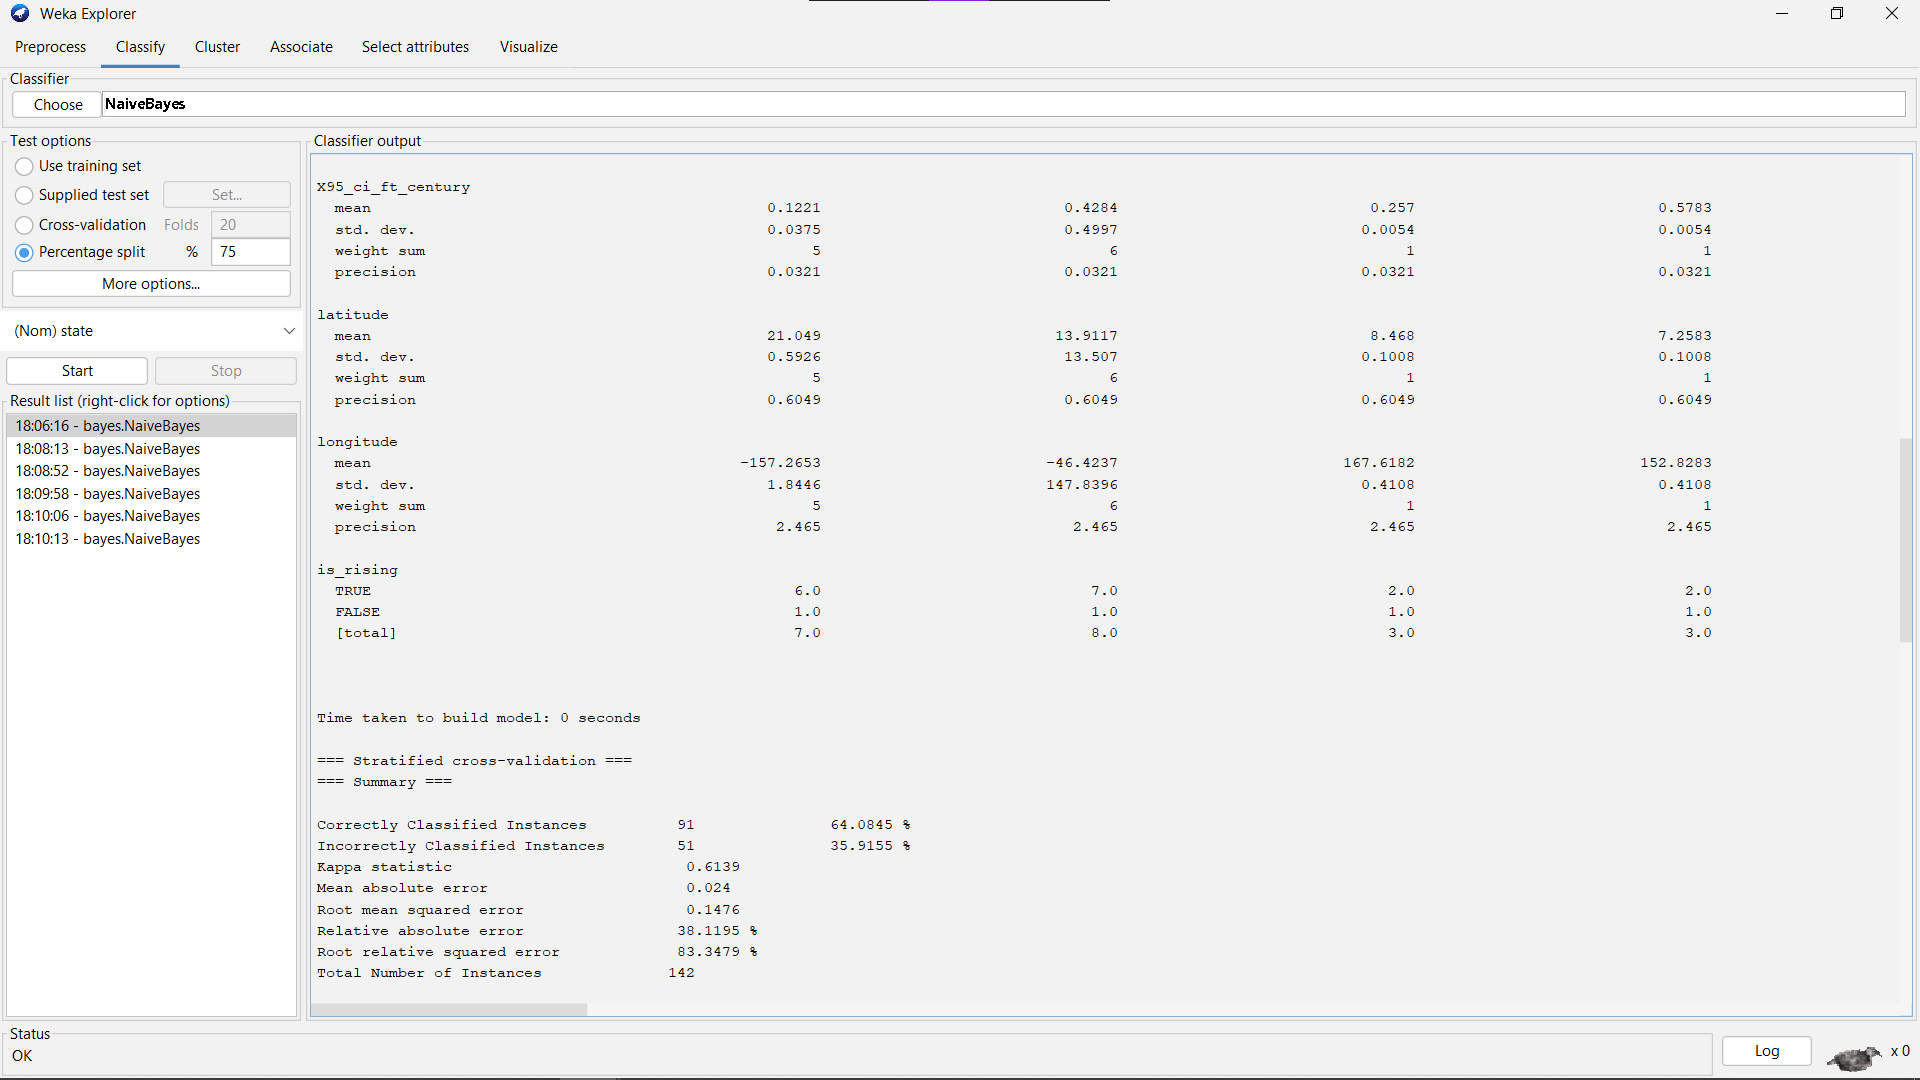 Weka Explorer
Preprocess Classify Cluster Associate Select attributes Visualize
Classifier
Choose NaiveBayes
Test options
Use training set
Supplied test set Set...
Cross-validation Folds 20
Percentage split % 75
More options...
(Nom) state
Start Stop
Result list (right-click for options)
18:06:16 - bayes.NaiveBayes
18:08:13 - bayes.NaiveBayes
18:08:52 - bayes.NaiveBayes
18:09:58 - bayes.NaiveBayes
18:10:06 - bayes.NaiveBayes
18:10:13 - bayes.NaiveBayes
Classifier output
X95_ci_ft_century
mean 0.1221 0.4284 0.257 0.5783
std. dev. 0.0375 0.4997 0.0054 0.0054
weight sum 5 6 1 1
precision 0.0321 0.0321 0.0321 0.0321
latitude
mean 21.049 13.9117 8.468 7.2583
std. dev. 0.5926 13.507 0.1008 0.1008
weight sum 5 6 1 1
precision 0.6049 0.6049 0.6049 0.6049
longitude
mean -157.2653 -46.4237 167.6182 152.8283
std. dev. 1.8446 147.8396 0.4108 0.4108
weight sum 5 6 1 1
precision 2.465 2.465 2.465 2.465
is_rising
TRUE 6.0 7.0 2.0 2.0
FALSE 1.0 1.0 1.0 1.0
[total] 7.0 8.0 3.0 3.0
Time taken to build model: 0 seconds
=== Stratified cross-validation ===
=== Summary ===
Correctly Classified Instances 91 64.0845 %
Incorrectly Classified Instances 51 35.9155 %
Kappa statistic 0.6139
Mean absolute error 0.024
Root mean squared error 0.1476
Relative absolute error 38.1195 %
Root relative squared error 83.3479 %
Total Number of Instances 142
Status
OK
Log x 0